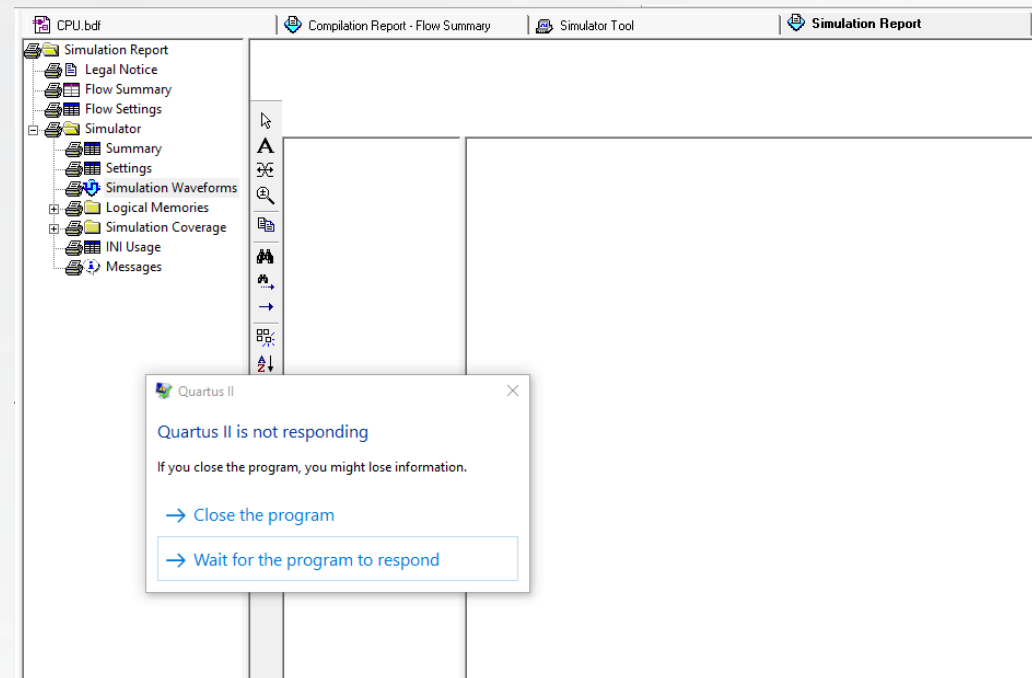 CPU.bdf
Compilation Report - Flow Summary
Simulator Tool
Simulation Report
Simulation Report
Legal Notice
Flow Summary
Flow Settings
Simulator
Summary
Settings
Simulation Waveforms
Logical Memories
Simulation Coverage
INI Usage
Messages
A
A
Z
Quartus II
Quartus II is not responding
If you close the program, you might lose information.
→ Close the program
→ Wait for the program to respond